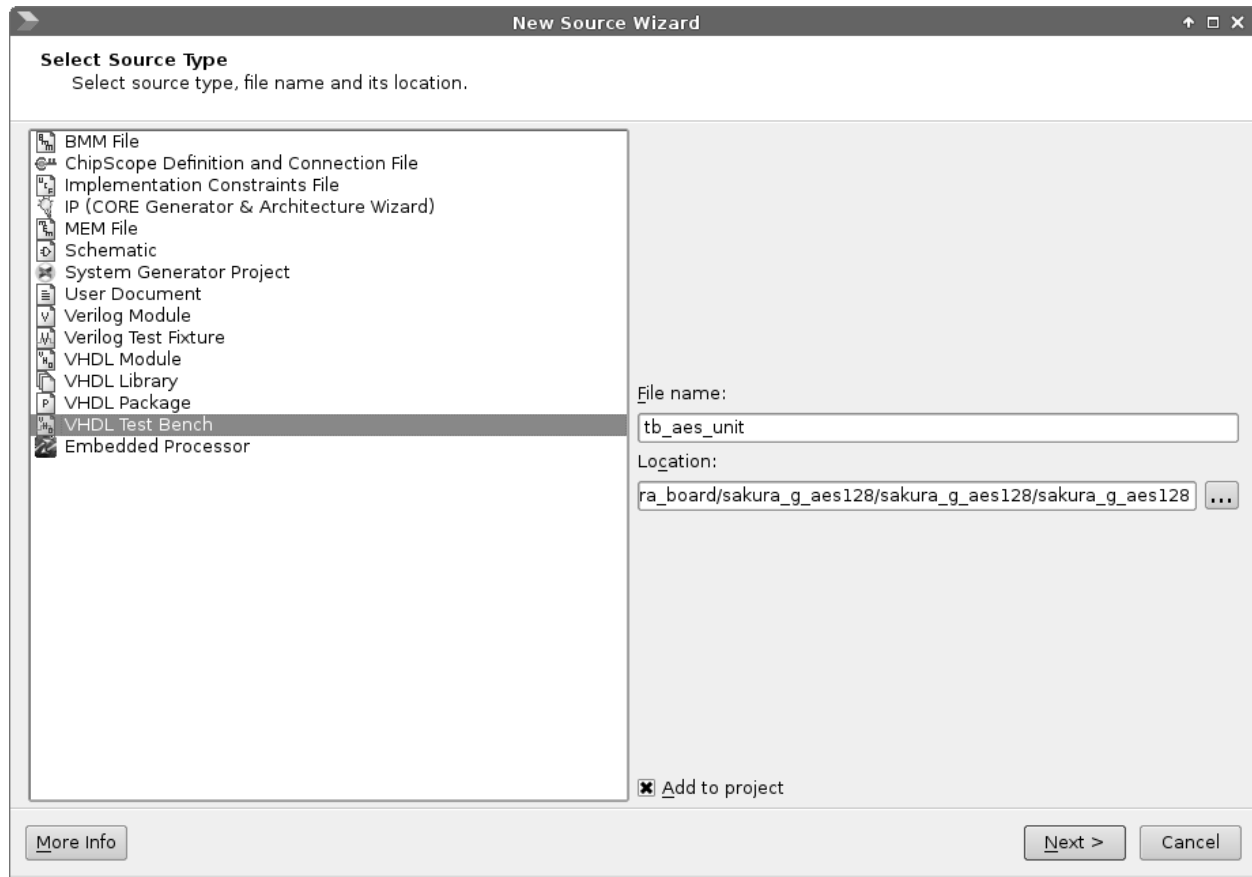 New Source Wizard
Select Source Type
Select source type, file name and its location.
BMM File
ChipScope Definition and Connection File
Implementation Constraints File
IP (CORE Generator & Architecture Wizard)
MEM File
Schematic
System Generator Project
User Document
Verilog Module
Verilog Test Fixture
VHDL Module
VHDL Library
VHDL Package
VHDL Test Bench
Embedded Processor
File name:
tb_aes_unit
Location:
ra_board/sakura_g_aes128/sakura_g_aes128/sakura_g_aes128
...
Add to project
More Info
Next >
Cancel